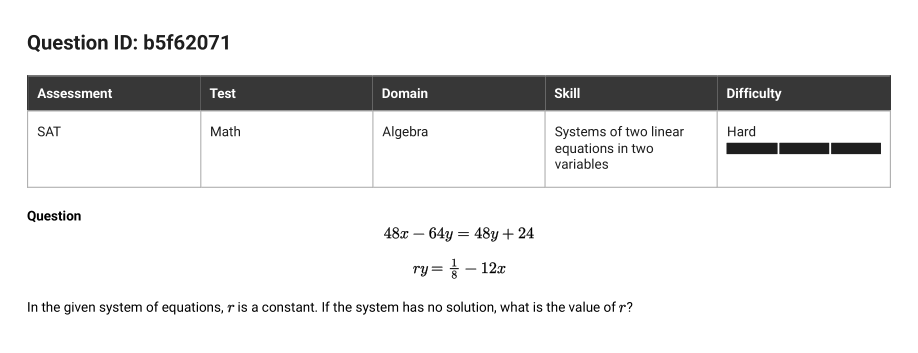 Question ID: b5f62071
Assessment Test Domain Skill Difficulty
SAT Math Algebra Systems of two linear Hard
equations in two
variables
Question
48x − 64y = 48y + 24
ry = 1/8 − 12x
In the given system of equations, r is a constant. If the system has no solution, what is the value of r?